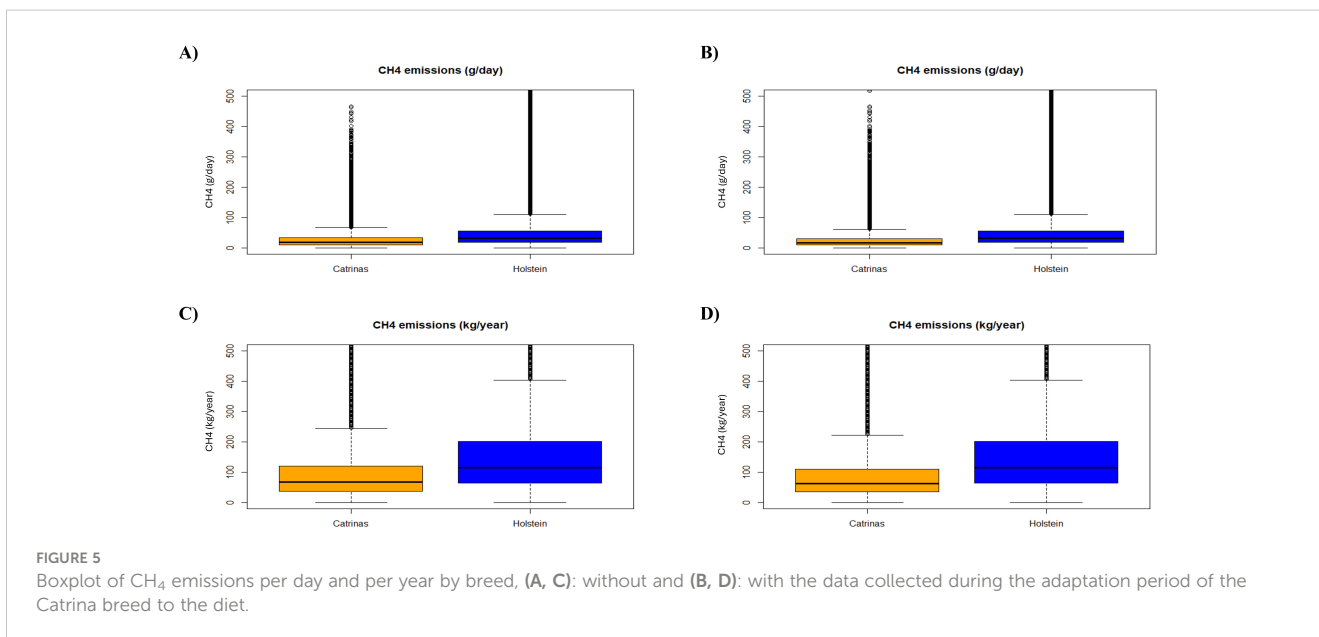 A)
CH4 emissions (g/day)
CH4 (g/day)
500
400
300
200
100
0
Catrinas
Holstein
B)
CH4 emissions (g/day)
CH4 (g/day)
500
400
300
200
100
0
Catrinas
Holstein
C)
CH4 emissions (kg/year)
CH4 (kg/year)
500
400
300
200
100
0
Catrinas
Holstein
D)
CH4 emissions (kg/year)
CH4 (kg/year)
500
400
300
200
100
0
Catrinas
Holstein
FIGURE 5
Boxplot of CH₄ emissions per day and per year by breed, (A, C): without and (B, D): with the data collected during the adaptation period of the
Catrina breed to the diet.